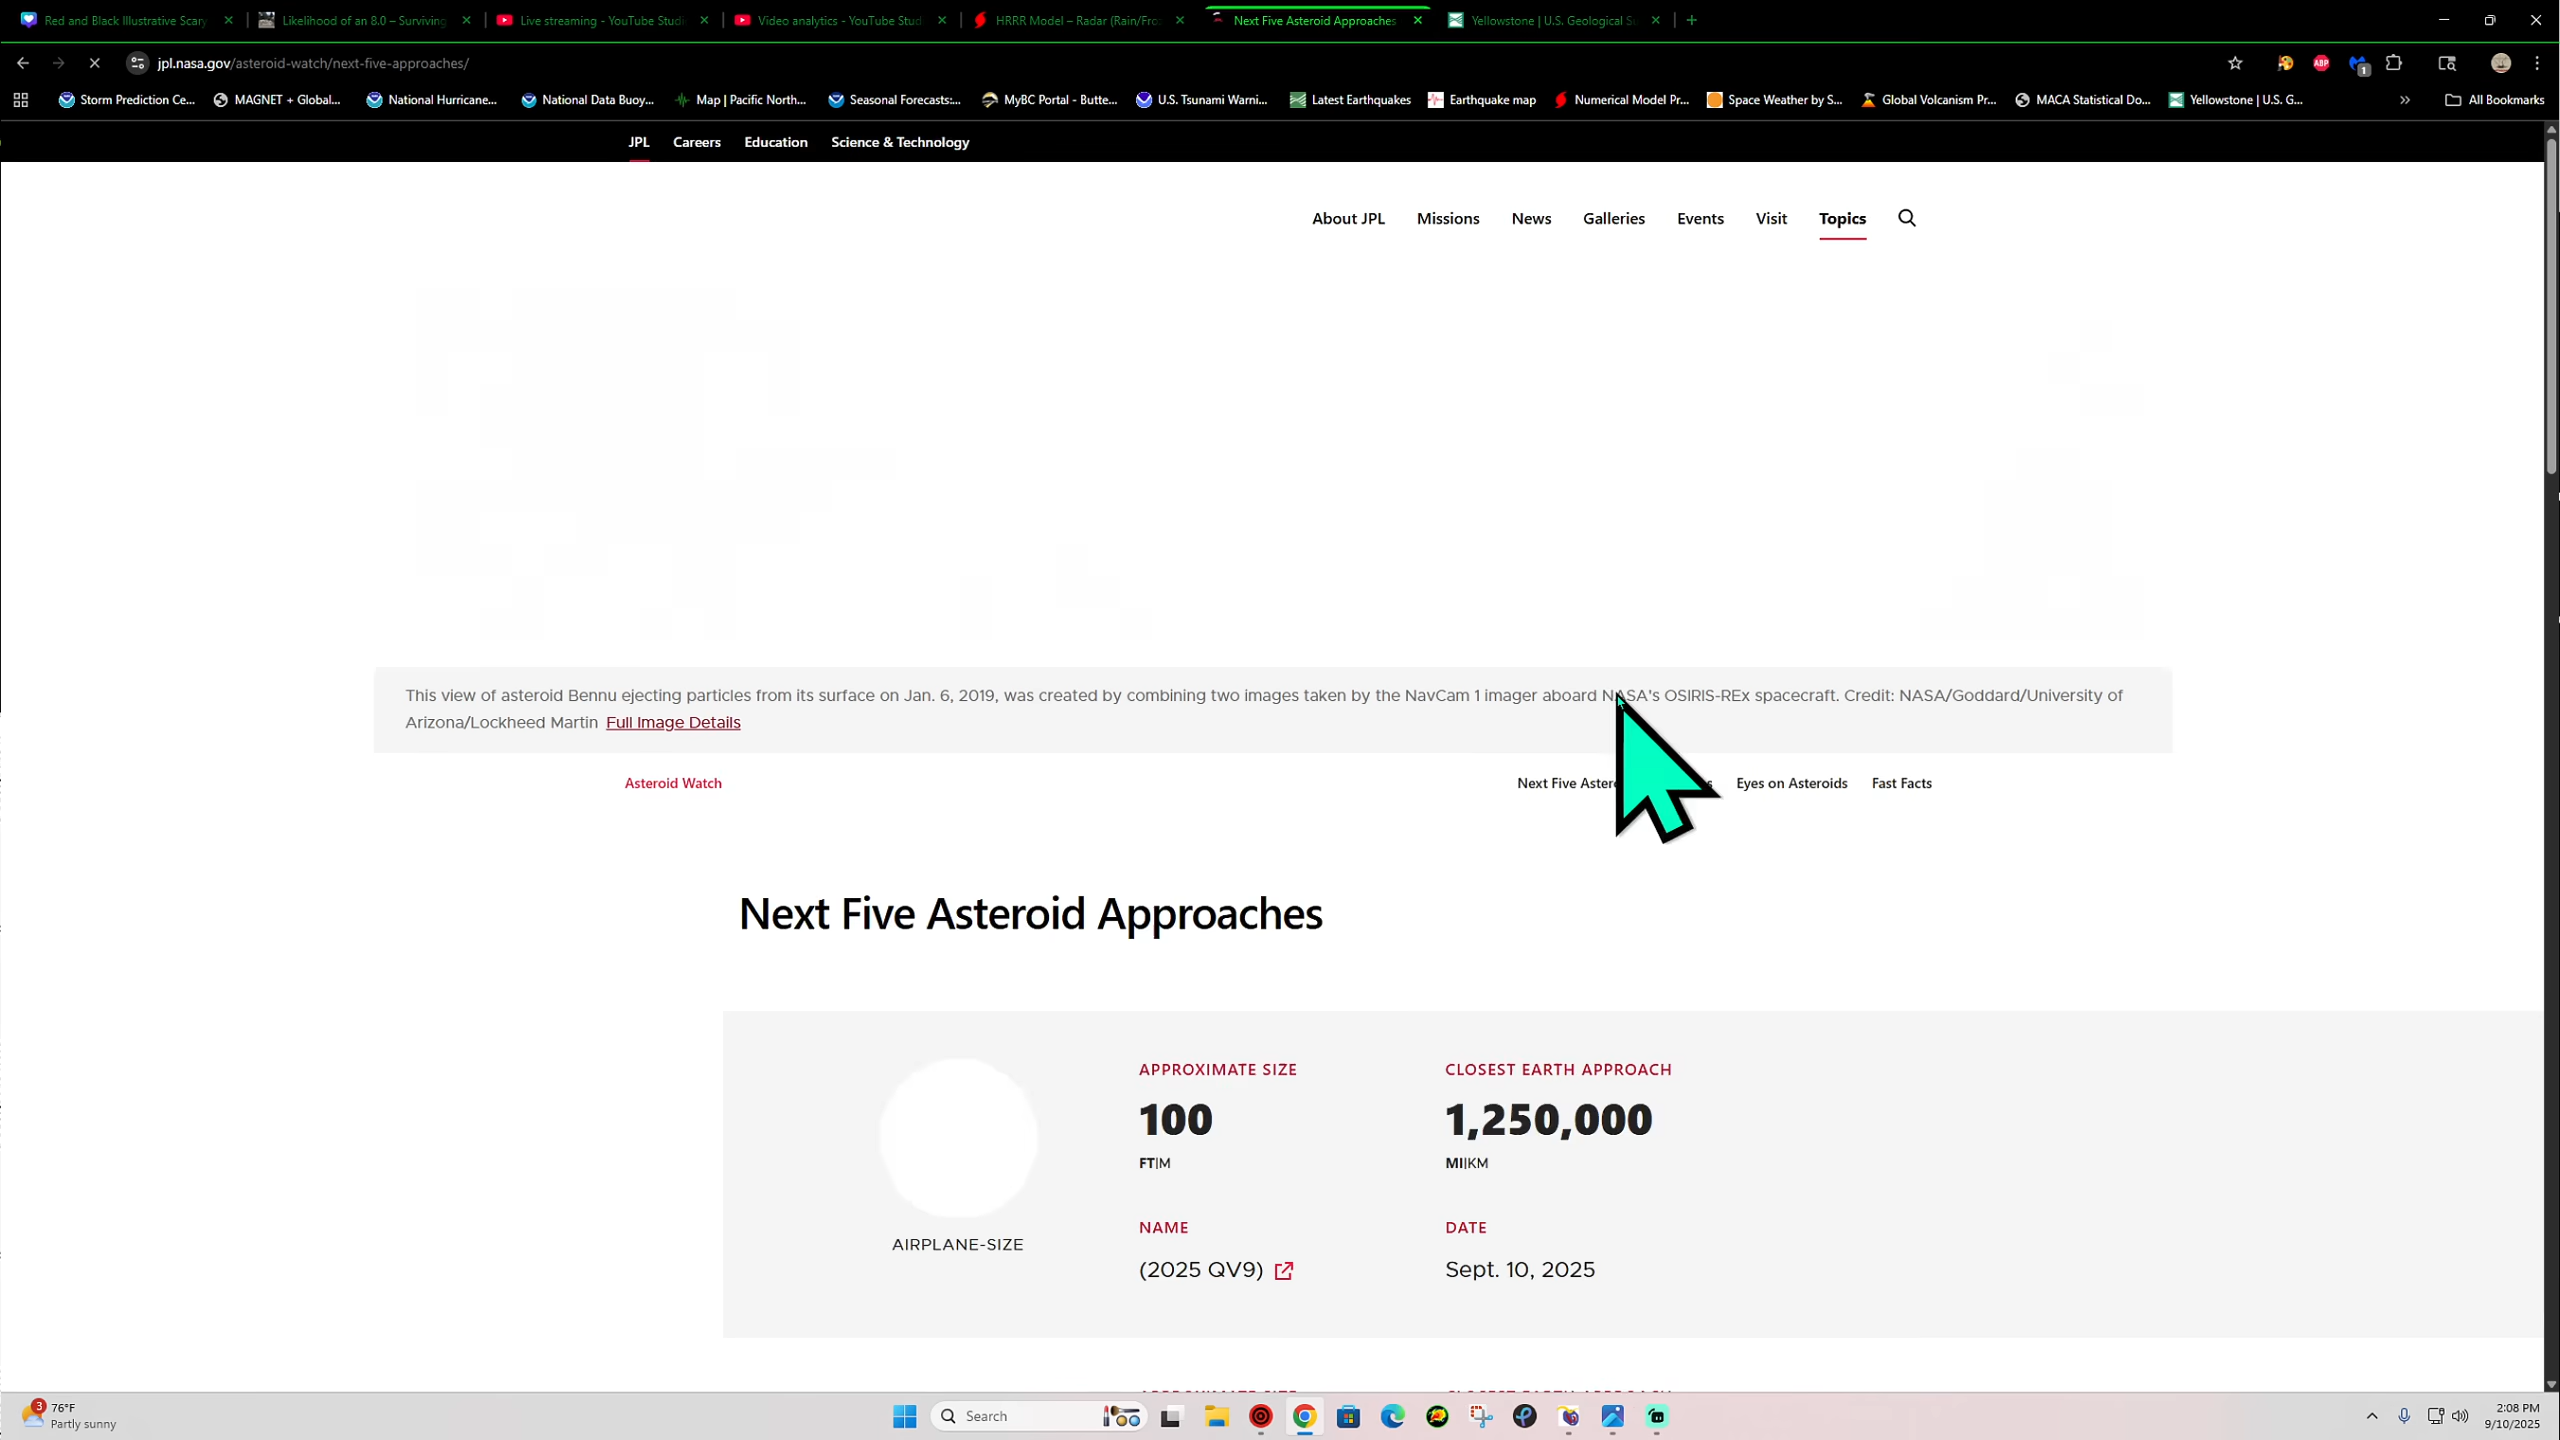 Red and Black Illustrative Scary
Likelihood of an 8.0 – Surviving
Live streaming - YouTube Studi
Video analytics - YouTube Stud
HRRR Model – Radar (Rain/Fro
Next Five Asteroid Approaches
Yellowstone | U.S. Geological S
jpl.nasa.gov/asteroid-watch/next-five-approaches/
ABP
1
Storm Prediction Ce...
MAGNET + Global...
National Hurricane...
National Data Buoy...
Map | Pacific North...
Seasonal Forecasts:...
MyBC Portal - Butte...
U.S. Tsunami Warni...
Latest Earthquakes
Earthquake map
Numerical Model Pr...
Space Weather by S...
Global Volcanism Pr...
MACA Statistical Do...
Yellowstone | U.S. G...
All Bookmarks
JPL Careers Education Science & Technology
About JPL Missions News Galleries Events Visit Topics
This view of asteroid Bennu ejecting particles from its surface on Jan. 6, 2019, was created by combining two images taken by the NavCam 1 imager aboard NASA's OSIRIS-REx spacecraft. Credit: NASA/Goddard/University of
Arizona/Lockheed Martin Full Image Details
Asteroid Watch
Next Five
Eyes on Asteroids
Fast Facts
Next Five Asteroid Approaches
APPROXIMATE SIZE
CLOSEST EARTH APPROACH
100
1,250,000
FT|M
MI|KM
AIRPLANE-SIZE
NAME
DATE
(2025 QV9)
Sept. 10, 2025
3
76°F
Partly sunny
Search
2:08 PM
9/10/2025